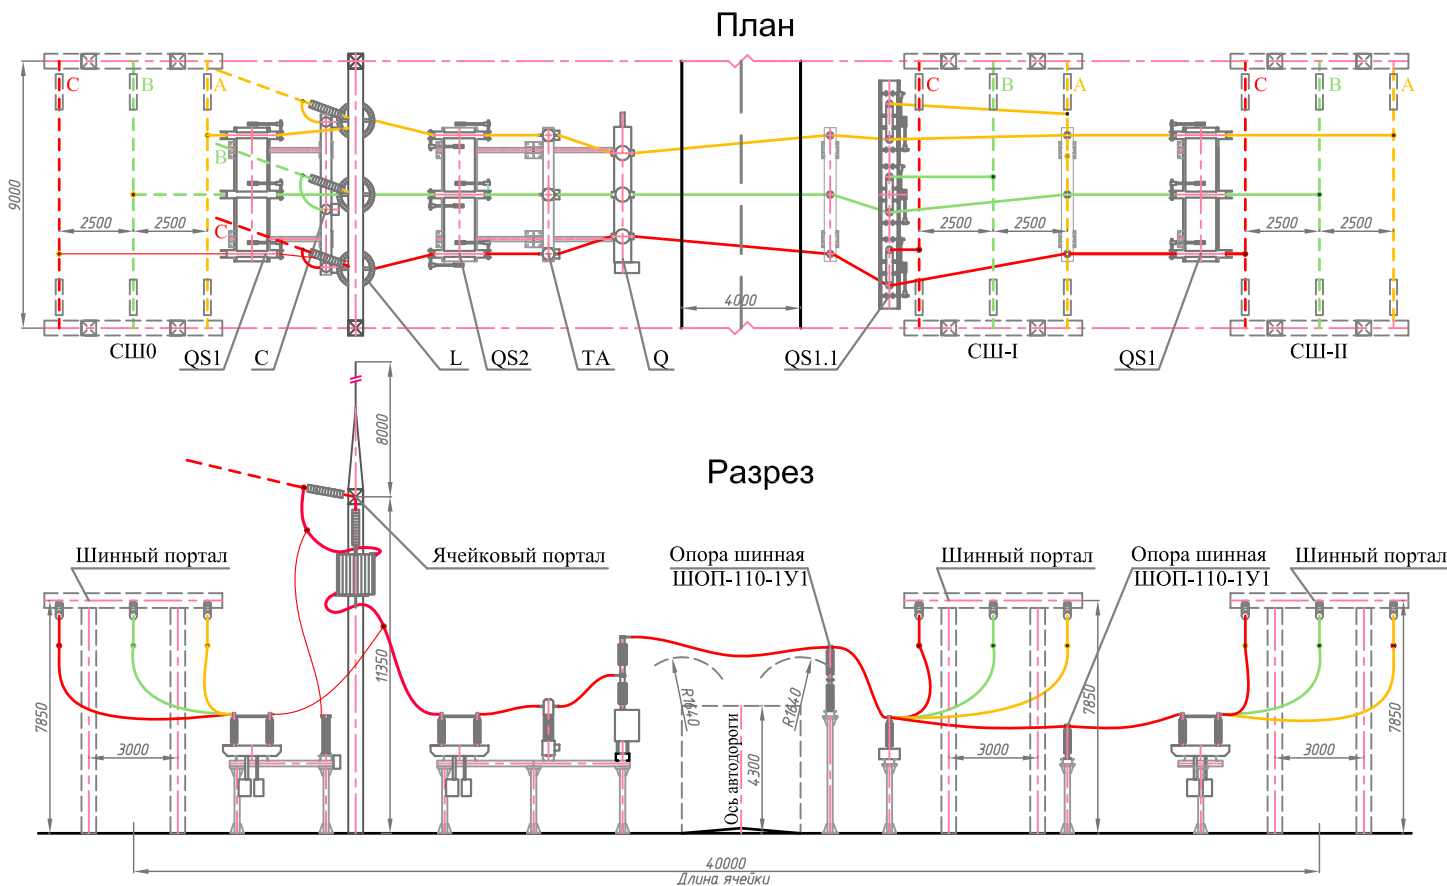 План
C B A
C B A
C B A
B
C
9000
2500 2500
4000
2500 2500
2500 2500
СШ0
QS1
C
L
QS2
TA
Q
QS1.1
СШ-I
QS1
СШ-II
8000
Разрез
Шинный портал
Ячейковый портал
Опора шинная
ШОП-110-1У1
Шинный портал
Опора шинная
ШОП-110-1У1
Шинный портал
7850
3000
11350
R1640
R1640
Ось автодороги
4300
3000
7850
3000
7850
40000
Длина ячейки